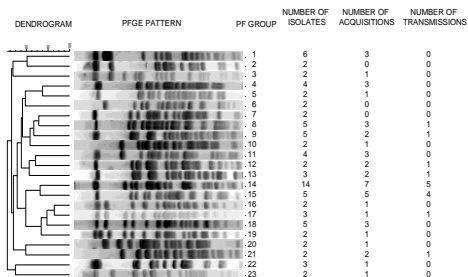 DENDROGRAM PFGE PATTERN PF GROUP NUMBER OF ISOLATES NUMBER OF ACQUISITIONS NUMBER OF TRANSMISSIONS
. 1 6 3 0
. 2 2 0 0
. 3 2 1 0
. 4 4 3 0
. 5 2 1 0
. 6 2 0 0
. 7 2 0 0
. 8 5 3 1
. 9 5 2 1
.10 2 1 0
.11 4 3 0
.12 2 1 1
.13 3 2 1
.14 14 7 5
.15 5 5 4
.16 2 1 0
.17 3 1 1
.18 5 3 0
.19 2 1 0
.20 2 1 0
.21 2 2 1
.22 3 1 0
.23 2 1 0